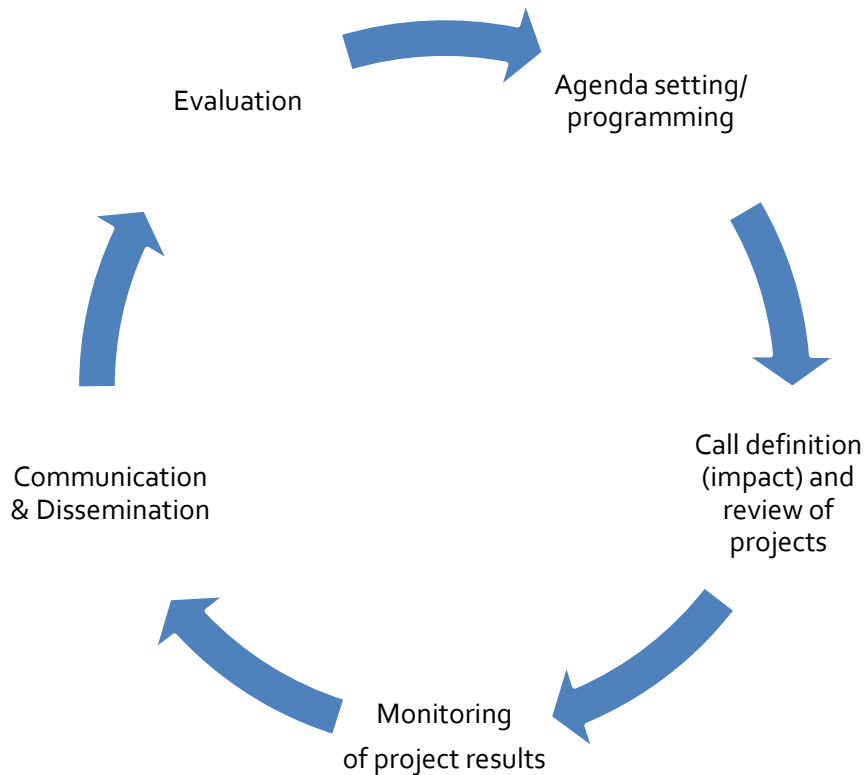 Evaluation
Agenda setting/
programming
Call definition
(impact) and
review of
projects
Monitoring
of project results
Communication
& Dissemination